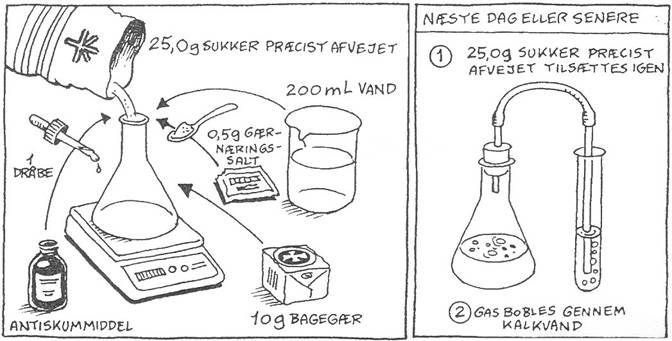 25,0g SUKKER PRÆCIST AFVEJET
200mL VAND
0,5g GÆR-
NÆRINGS-
SALT
1
DRÅBE
ANTISKUMMIDDEL
10g BAGEGÆR
NÆSTE DAG ELLER SENERE
1 25,0g SUKKER PRÆCIST
AFVEJET TILSÆTTES IGEN
2 GAS BOBLES GENNEM
KALKVAND